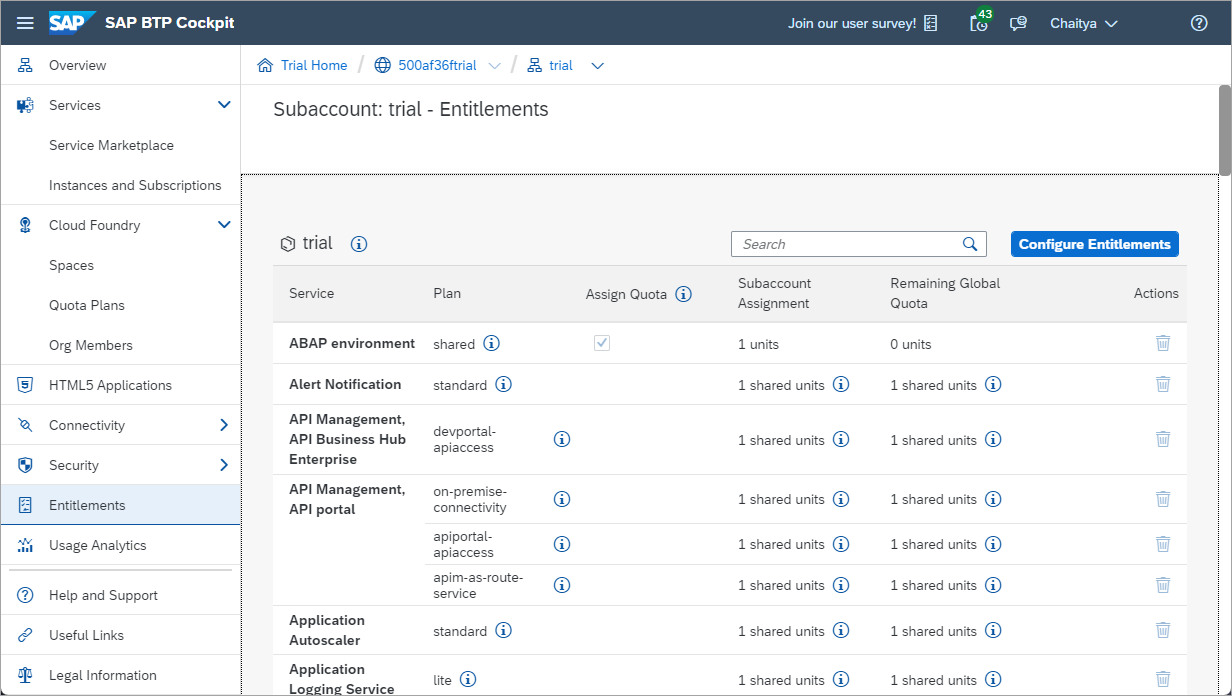 SAP SAP BTP Cockpit
Join our user survey!
43
Chaitya
Overview
Services
Service Marketplace
Instances and Subscriptions
Cloud Foundry
Spaces
Quota Plans
Org Members
HTML5 Applications
Connectivity
Security
Entitlements
Usage Analytics
Help and Support
Useful Links
Legal Information
Trial Home / 500af36ftrial / trial
Subaccount: trial - Entitlements
trial
Search
Configure Entitlements
Service Plan Assign Quota Subaccount Assignment Remaining Global Quota Actions
ABAP environment shared 1 units 0 units
Alert Notification standard 1 shared units 1 shared units
API Management,
API Business Hub
Enterprise
devportal-
apiaccess
1 shared units 1 shared units
API Management,
API portal
on-premise-
connectivity
1 shared units 1 shared units
apiportal-
apiaccess
1 shared units 1 shared units
apim-as-route-
service
1 shared units 1 shared units
Application
Autoscaler
standard 1 shared units 1 shared units
Application
Logging Service
lite 1 shared units 1 shared units